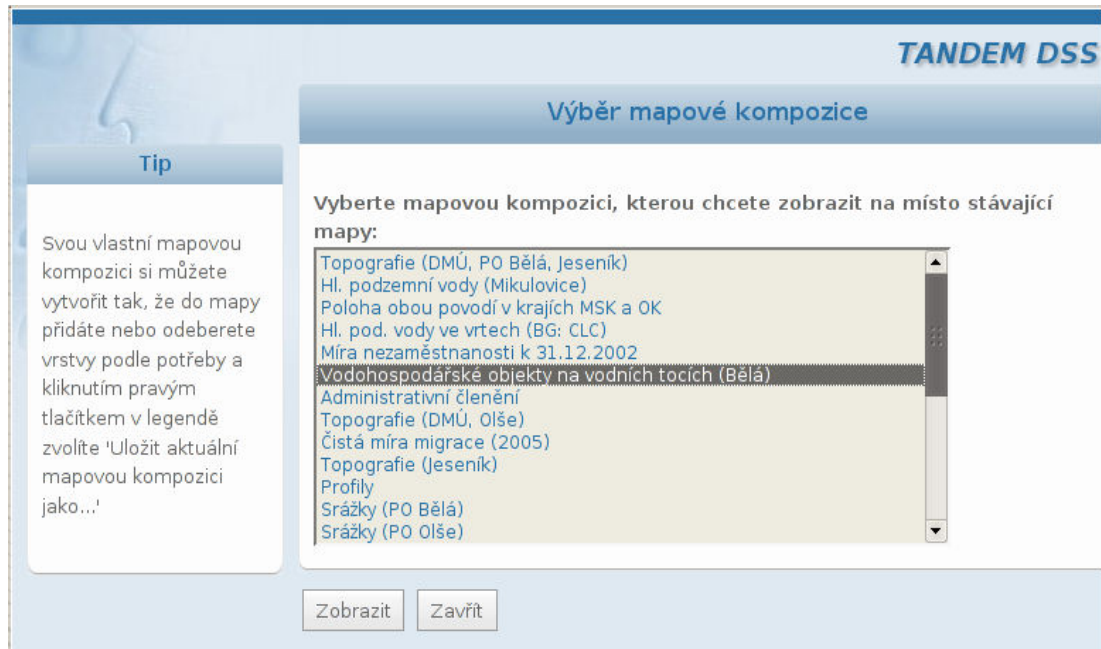 TANDEM DSS
Výběr mapové kompozice
Tip
Svou vlastní mapovou
kompozici si můžete
vytvořit tak, že do mapy
přidáte nebo odeberete
vrstvy podle potřeby a
kliknutím pravým
tlačítkem v legendě
zvolíte 'Uložit aktuální
mapovou kompozici
jako...'
Vyberte mapovou kompozici, kterou chcete zobrazit na místo stávající
mapy:
Topografie (DMÚ, PO Bělá, Jeseník)
Hl. podzemní vody (Mikulovice)
Poloha obou povodí v krajích MSK a OK
Hl. pod. vody ve vrtech (BG: CLC)
Míra nezaměstnanosti k 31.12.2002
Vodohospodářské objekty na vodních tocích (Bělá)
Administrativní členění
Topografie (DMÚ, Olše)
Čistá míra migrace (2005)
Topografie (Jeseník)
Profily
Srážky (PO Bělá)
Srážky (PO Olše)
Zobrazit
Zavřít